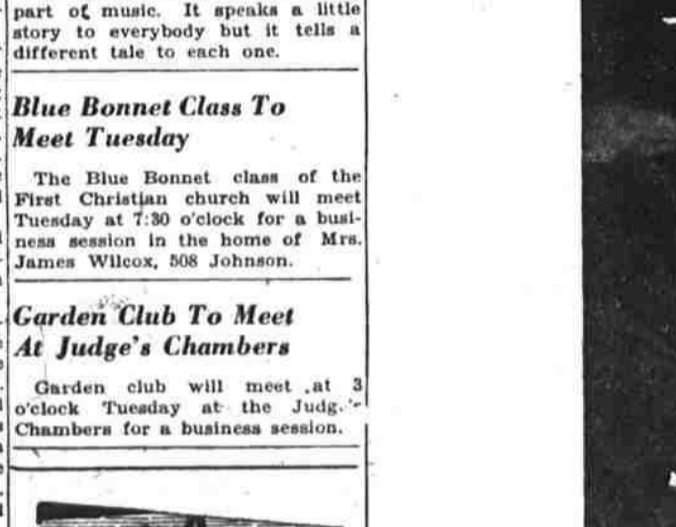 part of music. It speaks a little
story to everybody but it tells a
different tale to each one.
Blue Bonnet Class To
Meet Tuesday
The Blue Bonnet class of the
First Christian church will meet
Tuesday at 7:30 o'clock for a busi-
ness session in the home of Mrs.
James Wilcox, 508 Johnson.
Garden Club To Meet
At Judge's Chambers
Garden club will meet at 3
o'clock Tuesday at the
Chambers for a business session.